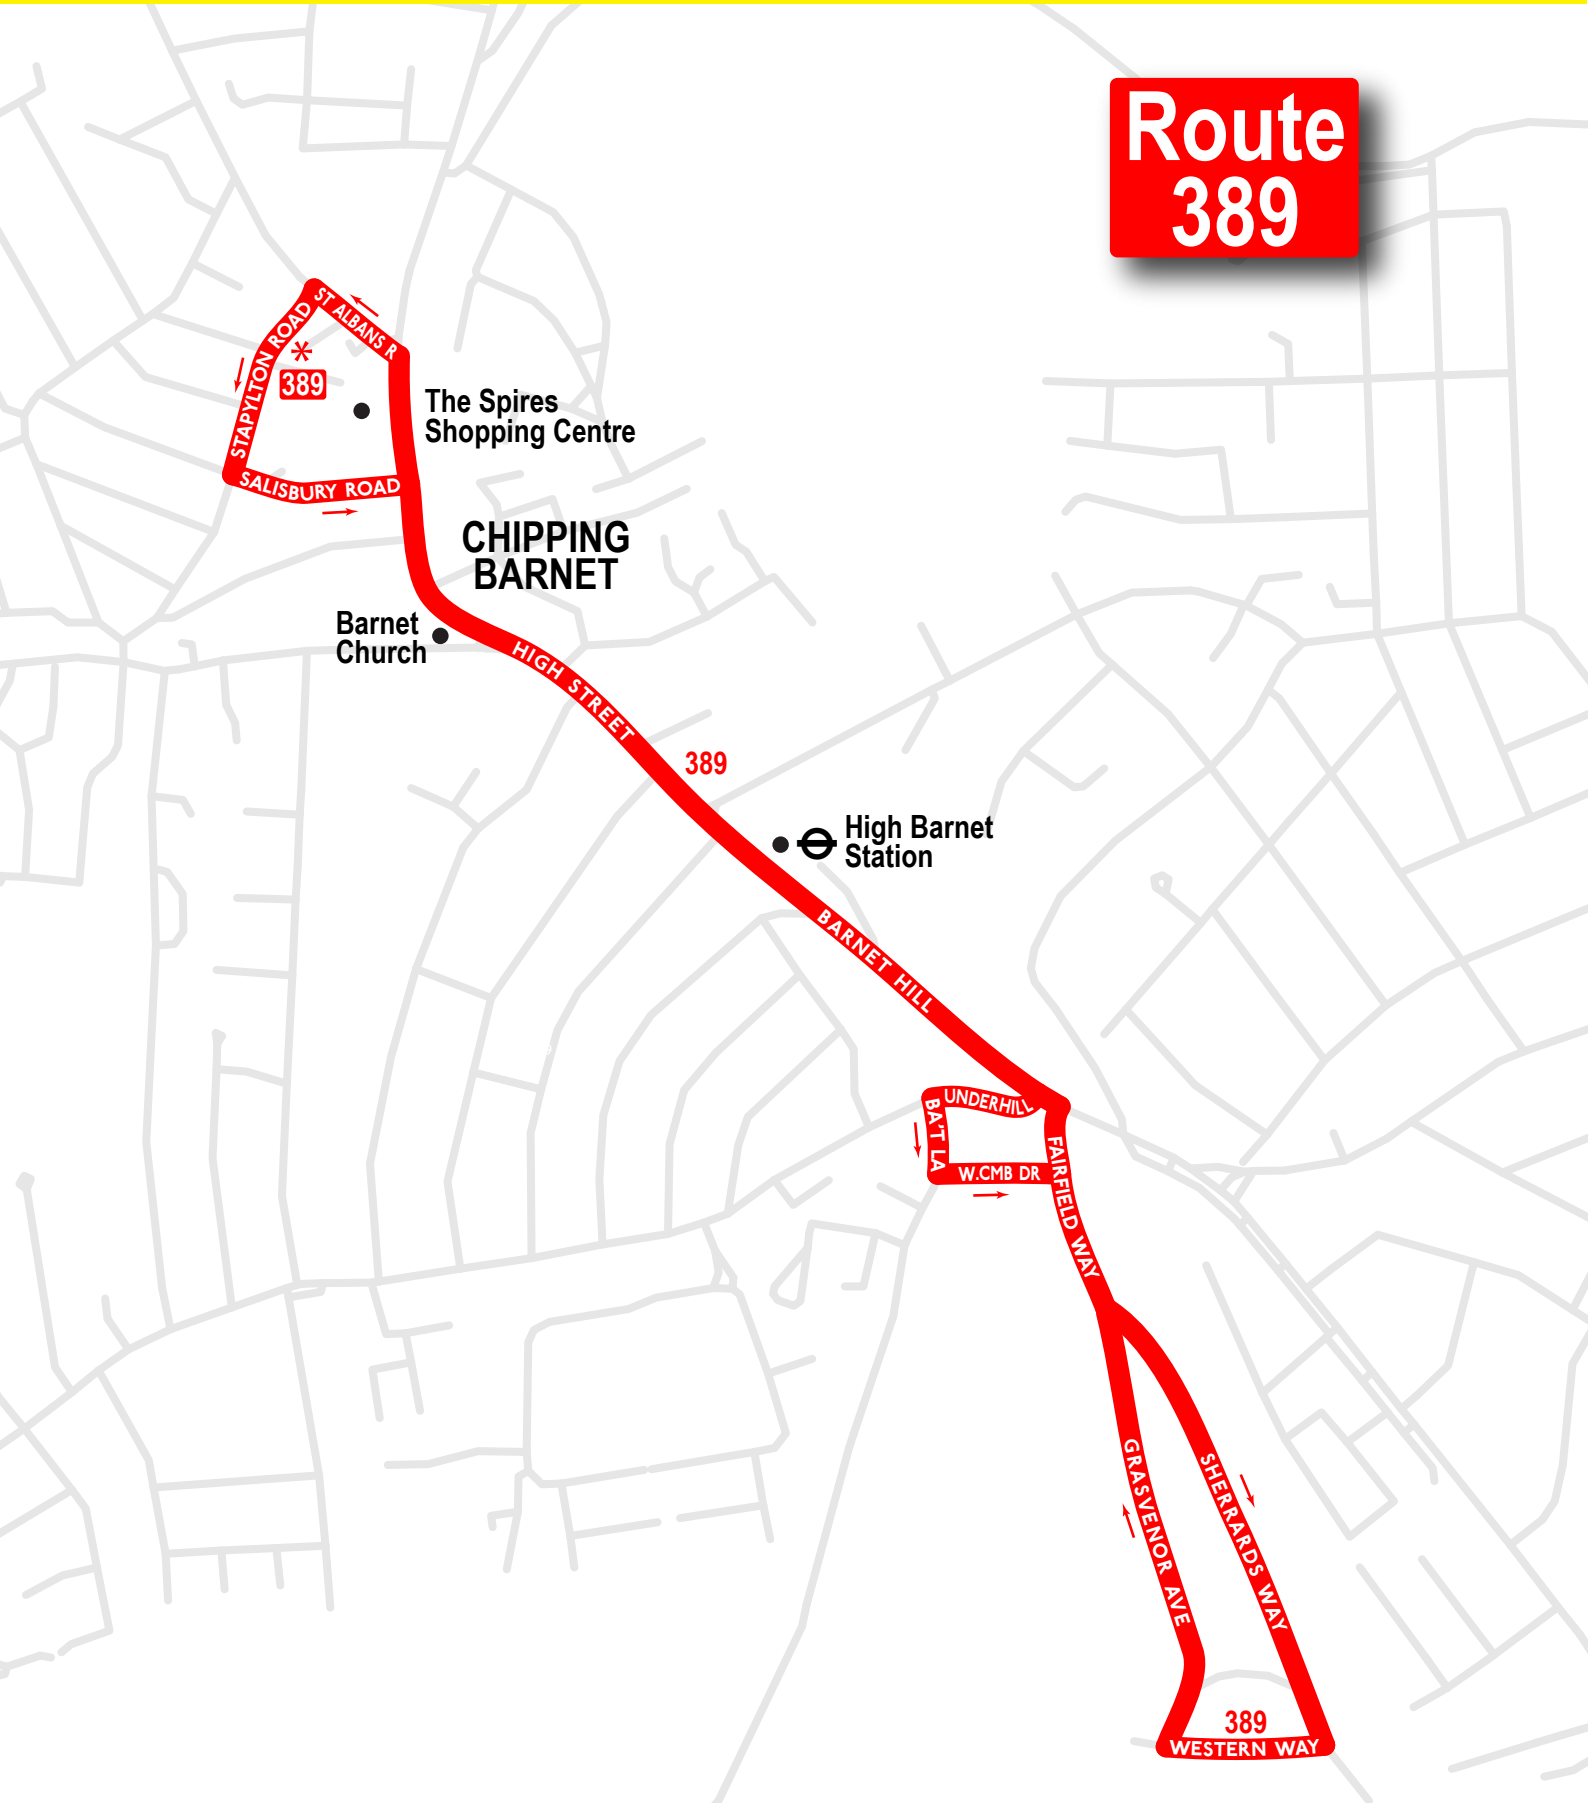 Route
389
ST ALBANS R
STAPYLTON ROAD
*
389
The Spires
Shopping Centre
SALISBURY ROAD
CHIPPING
BARNET
Barnet
Church
HIGH STREET
389
High Barnet
Station
BARNET HILL
UNDERHILL
BA'T LA
W.CMB DR
FAIRFIELD WAY
GRASVENOR AVE
SHERRARDS WAY
389
WESTERN WAY